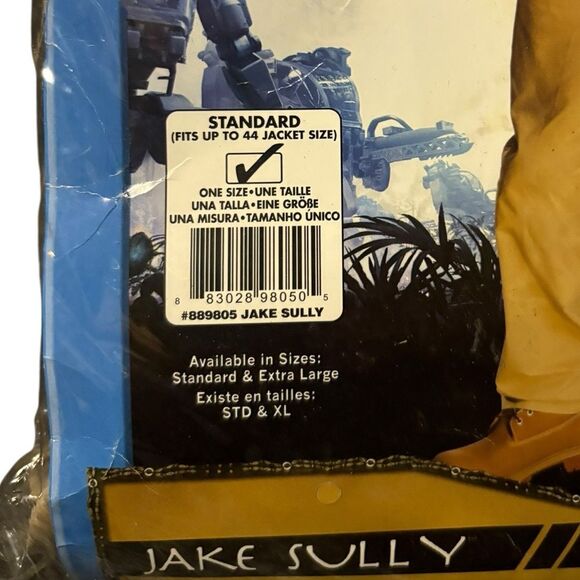 STANDARD
(FITS UP TO 44 JACKET SIZE)
ONE SIZE•UNE TAILLE
UNA TALLA•EINE GRÖßE
UNA MISURA•TAMANHO ÚNICO
8 83028 98050 5
#889805 JAKE SULLY
Available in Sizes:
Standard & Extra Large
Existe en tailles:
STD & XL
JAKE SULLY